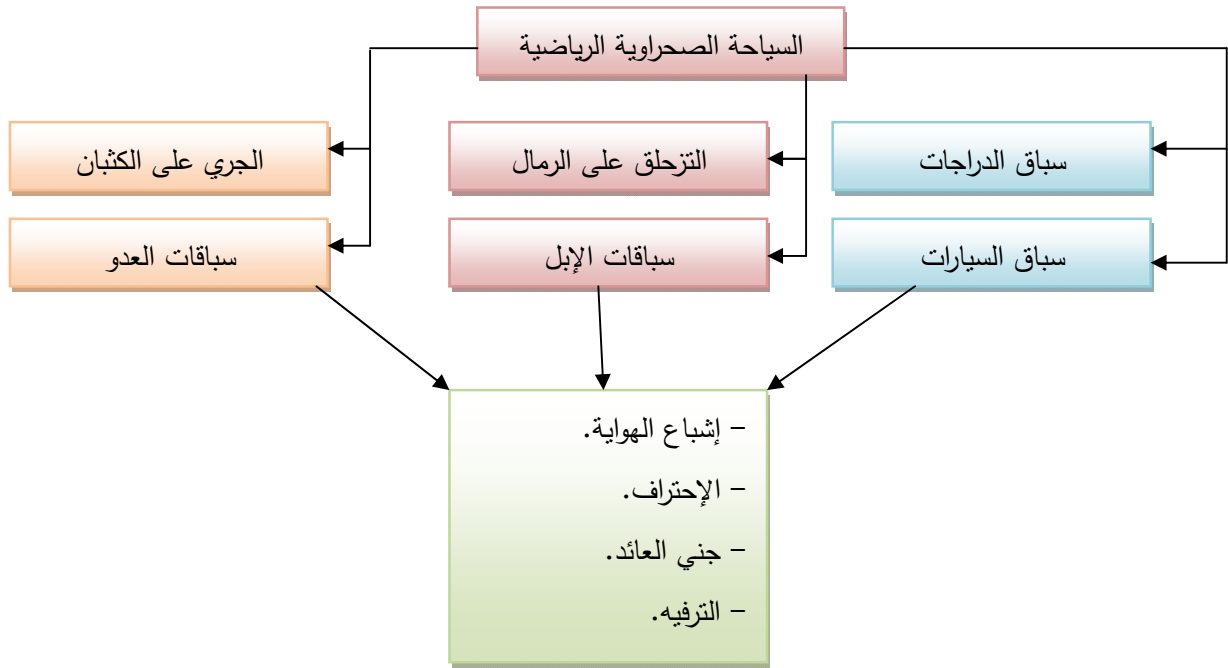 السياحة الصحراوية الرياضية
سباق الدراجات
التزحلق على الرمال
الجري على الكثبان
سباق السيارات
سباقات الإبل
سباقات العدو
- إشباع الهواية.
- الإحتراف.
- جني العائد.
- الترفيه.